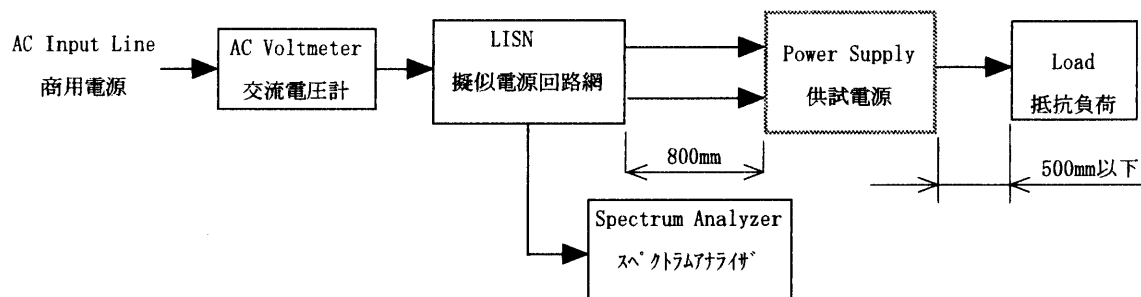 AC Input Line
商用電源
AC Voltmeter
交流電圧計
LISN
擬似電源回路網
Power Supply
供試電源
Load
抵抗負荷
800mm
500mm以下
Spectrum Analyzer
ｽﾍﾟｸﾄﾗﾑｱﾅﾗｲｻﾞ